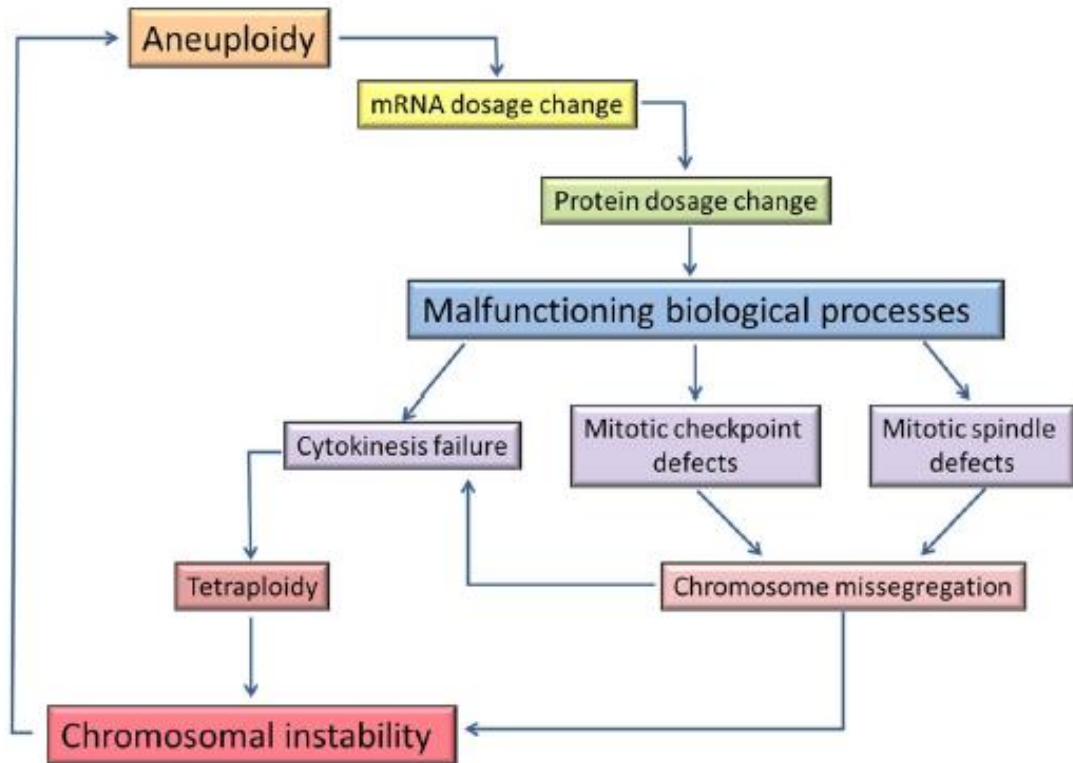 Aneuploidy
mRNA dosage change
Protein dosage change
Malfunctioning biological processes
Cytokinesis failure
Mitotic checkpoint
defects
Mitotic spindle
defects
Tetraploidy
Chromosome missegregation
Chromosomal instability